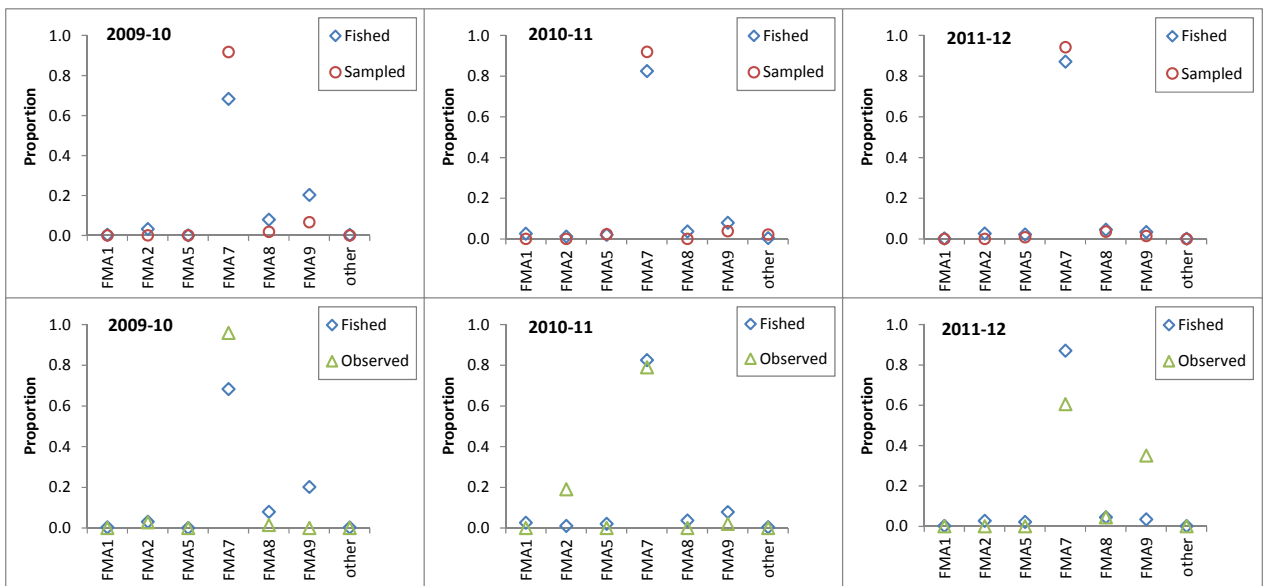 2009-10
Fished
Sampled
Proportion
1.0
0.8
0.6
0.4
0.2
0.0
FMA1
FMA2
FMA5
FMA7
FMA8
FMA9
other
2010-11
Fished
Sampled
Proportion
1.0
0.8
0.6
0.4
0.2
0.0
FMA1
FMA2
FMA5
FMA7
FMA8
FMA9
other
2011-12
Fished
Sampled
Proportion
1.0
0.8
0.6
0.4
0.2
0.0
FMA1
FMA2
FMA5
FMA7
FMA8
FMA9
other
2009-10
Fished
Observed
Proportion
1.0
0.8
0.6
0.4
0.2
0.0
FMA1
FMA2
FMA5
FMA7
FMA8
FMA9
other
2010-11
Fished
Observed
Proportion
1.0
0.8
0.6
0.4
0.2
0.0
FMA1
FMA2
FMA5
FMA7
FMA8
FMA9
other
2011-12
Fished
Observed
Proportion
1.0
0.8
0.6
0.4
0.2
0.0
FMA1
FMA2
FMA5
FMA7
FMA8
FMA9
other